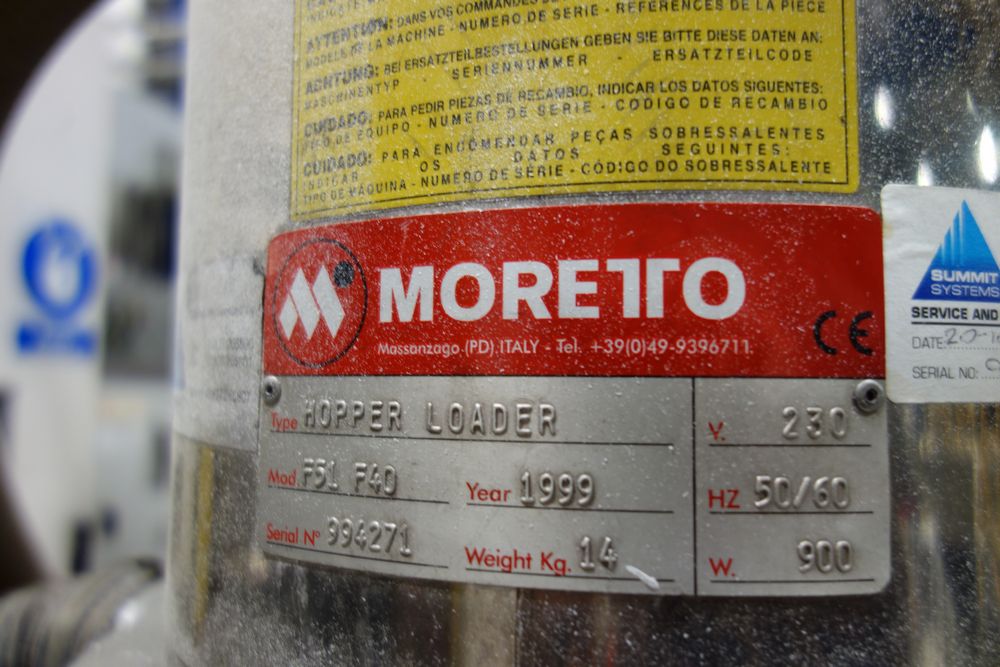 ATTENTION: DANS VOS COMMANDES
MODELE DE LA MACHINE - NUMERO DE SERIE - REFERENCES DE LA PIECE
ACHTUNG: BEI ERSATZTEILBESTELLUNGEN GEBEN SIE BITTE DIESE DATEN AN:
MASCHINENTYP - SERIENNUMMER - ERSATZTEILCODE
CUIDADO: PARA PEDIR PIEZAS DE RECAMBIO, INDICAR LOS DATOS SIGUENTES:
TIPO DE EQUIPO - NUMERO DE SERIE - CODIGO DE RECAMBIO
CUIDADO: PARA ENCOMENDAR PEÇAS SOBRESSALENTES
INDICAR OS DATOS SEGUINTES:
TIPO DE MAQUINA - NUMERO DE SÉRIE - CÓDIGO DO SOBRESSALENTE
MORETTO
Massanzago (PD) ITALY - Tel. +39(0)49-9396711
CE
Type HOPPER LOADER
V. 230
Mod. F51 F40
Year 1999
HZ 50/60
Serial N° 994271
Weight Kg. 14
W. 900
SUMMIT
SYSTEMS
SERVICE AND
DATE: 20-
SERIAL NO: